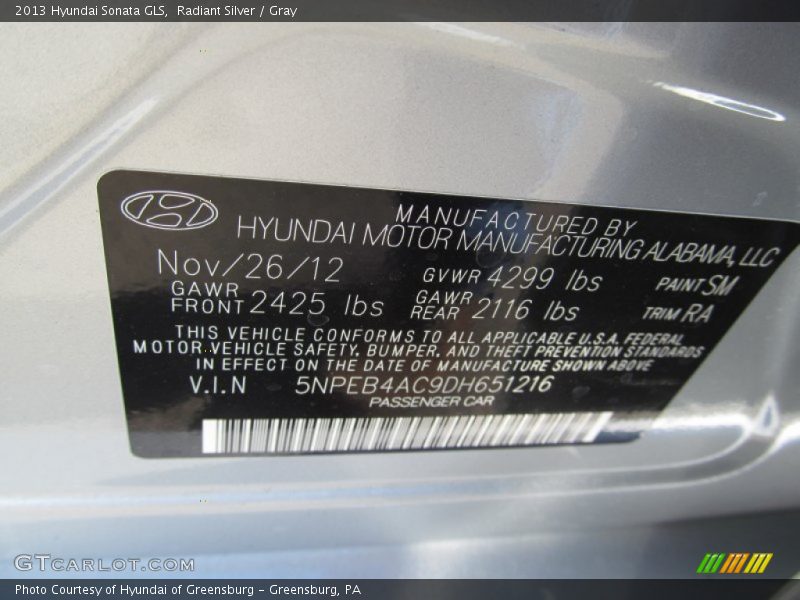 2013 Hyundai Sonata GLS, Radiant Silver / Gray
MANUFACTURED BY
HYUNDAI MOTOR MANUFACTURING ALABAMA, LLC
Nov/26/12 GVWR 4299 lbs PAINT SM
GAWR FRONT 2425 lbs GAWR REAR 2116 lbs TRIM RA
THIS VEHICLE CONFORMS TO ALL APPLICABLE U.S.A. FEDERAL
MOTOR VEHICLE SAFETY, BUMPER, AND THEFT PREVENTION STANDARDS
IN EFFECT ON THE DATE OF MANUFACTURE SHOWN ABOVE
V.I.N 5NPEB4AC9DH651216
PASSENGER CAR
GTCARLOT.COM
Photo Courtesy of Hyundai of Greensburg - Greensburg, PA